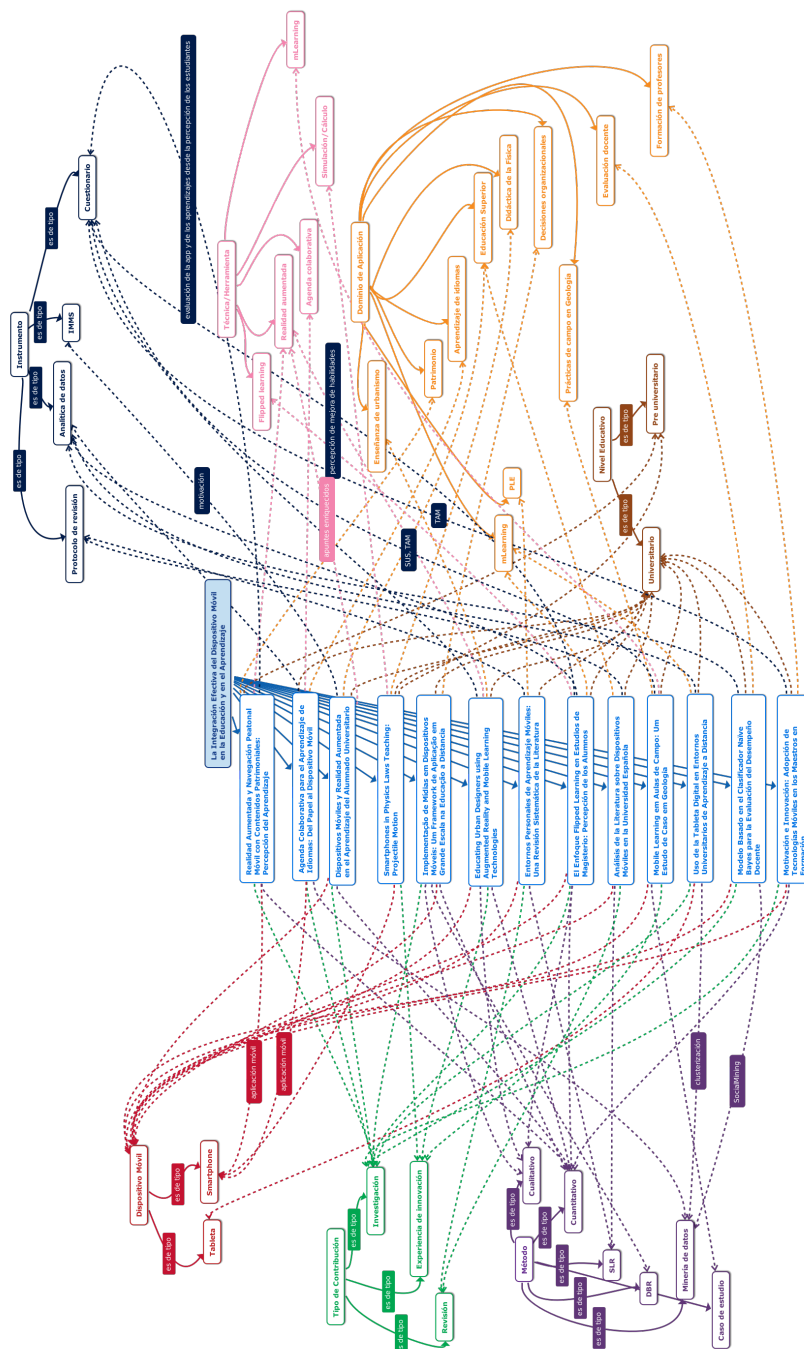 La Integración Efectiva del Dispositivo Móvil
en la Educación y en el Aprendizaje
Realidad Aumentada y Navegación Peatonal
Móvil con Contenidos Patrimoniales:
Percepción del Aprendizaje
Agenda Colaborativa para el Aprendizaje de
Idiomas: Del Papel al Dispositivo Móvil
Dispositivos Móviles y Realidad Aumentada
en el Aprendizaje del Alumnado Universitario
Smartphones in Physics Laws Teaching:
Projectile Motion
Implementação de Mídias em Dispositivos
Móveis: Um Framework de Aplicação em
Grande Escala na Educação a Distância
Educating Urban Designers using
Augmented Reality and Mobile Learning
Technologies
Entornos Personales de Aprendizaje Móviles:
Una Revisión Sistemática de la Literatura
El Enfoque Flipped Learning en Estudios de
Magisterio: Percepción de los Alumnos
Análisis de la Literatura sobre Dispositivos
Móviles en la Universidad Española
Mobile Learning em Aulas de Campo: Um
Estudo de Caso em Geologia
Uso de la Tableta Digital en Entornos
Universitarios de Aprendizaje a Distancia
Modelo Basado en el Clasificador Naïve
Bayes para la Evaluación del Desempeño
Docente
Motivación e Innovación: Adopción de
Tecnologías Móviles en los Maestros en
Formación
Instrumento
es de tipo
es de tipo
es de tipo
es de tipo
Cuestionario
IMMS
Analítica de datos
Protocolo de revisión
evaluación de la app y de los aprendizajes desde la percepción de los estudiantes
motivación
percepción de mejora de habilidades
SUS, TAM
TAM
Técnica/Herramienta
mLearning
Simulación/Cálculo
Agenda colaborativa
Realidad aumentada
Flipped learning
apuntes enriquecidos
Dominio de Aplicación
Formación de profesores
Evaluación docente
Decisiones organizacionales
Didáctica de la Física
Educación Superior
Prácticas de campo en Geología
Aprendizaje de idiomas
Patrimonio
Enseñanza de urbanismo
PLE
mLearning
Nivel Educativo
es de tipo
es de tipo
Pre universitario
Universitario
Dispositivo Móvil
es de tipo
es de tipo
Smartphone
Tableta
aplicación móvil
aplicación móvil
Tipo de Contribución
es de tipo
es de tipo
es de tipo
Investigación
Experiencia de innovación
Revisión
Método
es de tipo
es de tipo
es de tipo
es de tipo
es de tipo
Cualitativo
Cuantitativo
SLR
DBR
Minería de datos
Caso de estudio
clusterización
SocialMining